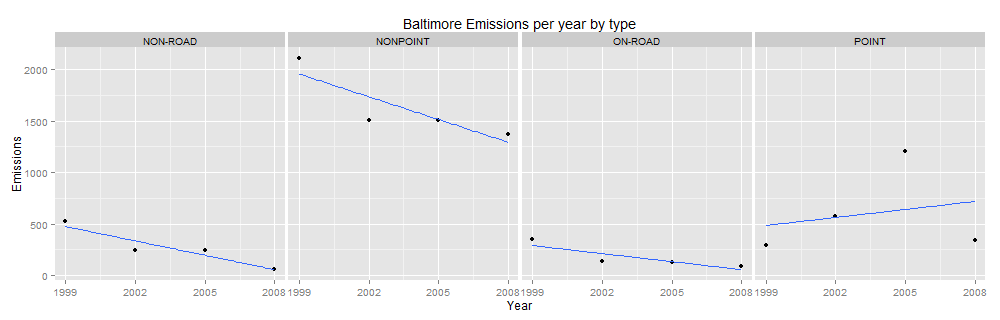 Baltimore Emissions per year by type
NON-ROAD NONPOINT ON-ROAD POINT
2000
1500
1000
500
0
Emissions
1999 2002 2005 2008 1999 2002 2005 2008 1999 2002 2005 2008 1999 2002 2005 2008
Year